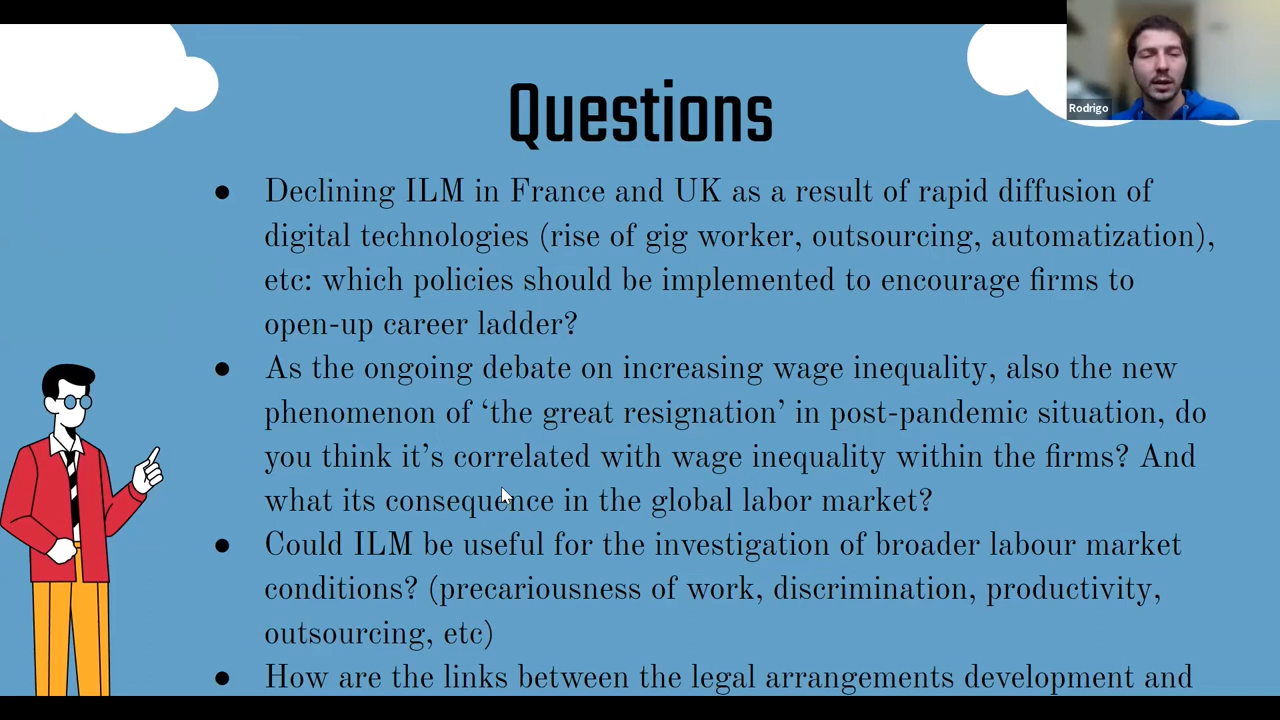 Questions
Rodrigo
● Declining ILM in France and UK as a result of rapid diffusion of
digital technologies (rise of gig worker, outsourcing, automatization),
etc: which policies should be implemented to encourage firms to
open-up career ladder?
● As the ongoing debate on increasing wage inequality, also the new
phenomenon of ‘the great resignation’ in post-pandemic situation, do
you think it’s correlated with wage inequality within the firms? And
what its consequence in the global labor market?
● Could ILM be useful for the investigation of broader labour market
conditions? (precariousness of work, discrimination, productivity,
outsourcing, etc)
● How are the links between the legal arrangements development and